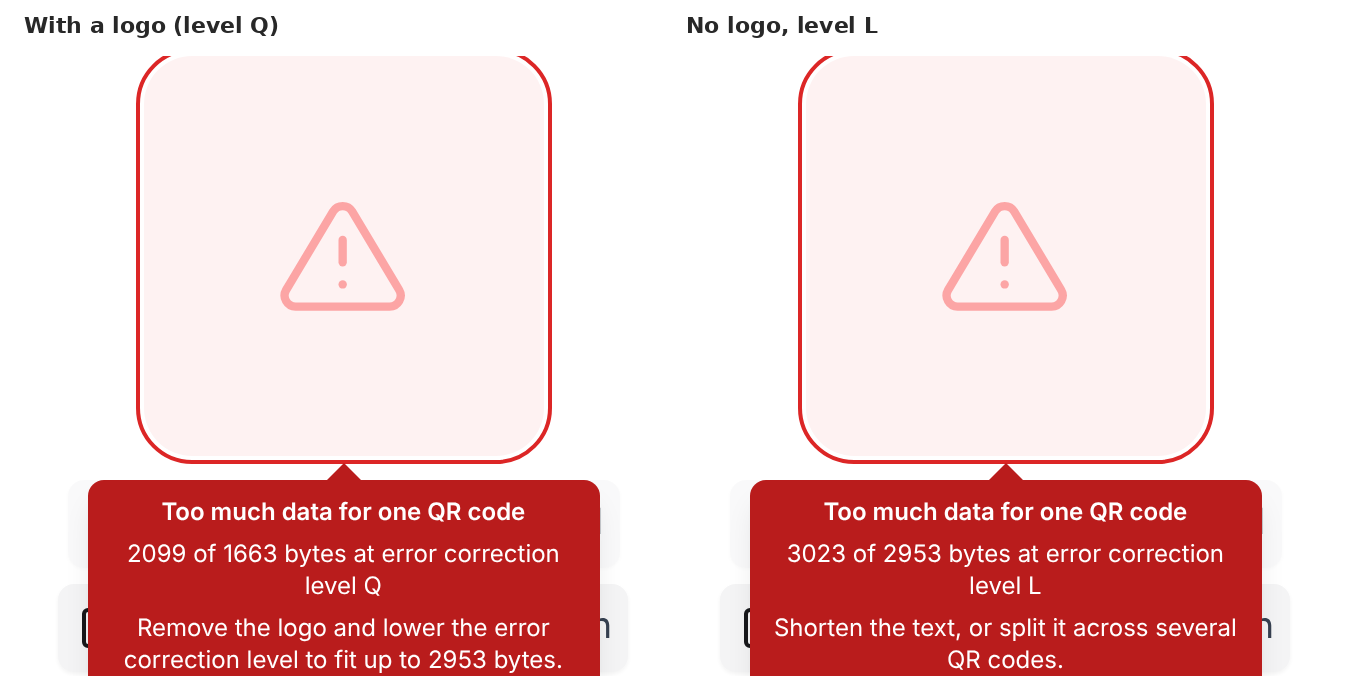 With a logo (level Q)
No logo, level L
Too much data for one QR code
2099 of 1663 bytes at error correction
level Q
Remove the logo and lower the error
correction level to fit up to 2953 bytes.
Too much data for one QR code
3023 of 2953 bytes at error correction
level L
Shorten the text, or split it across several
QR codes.